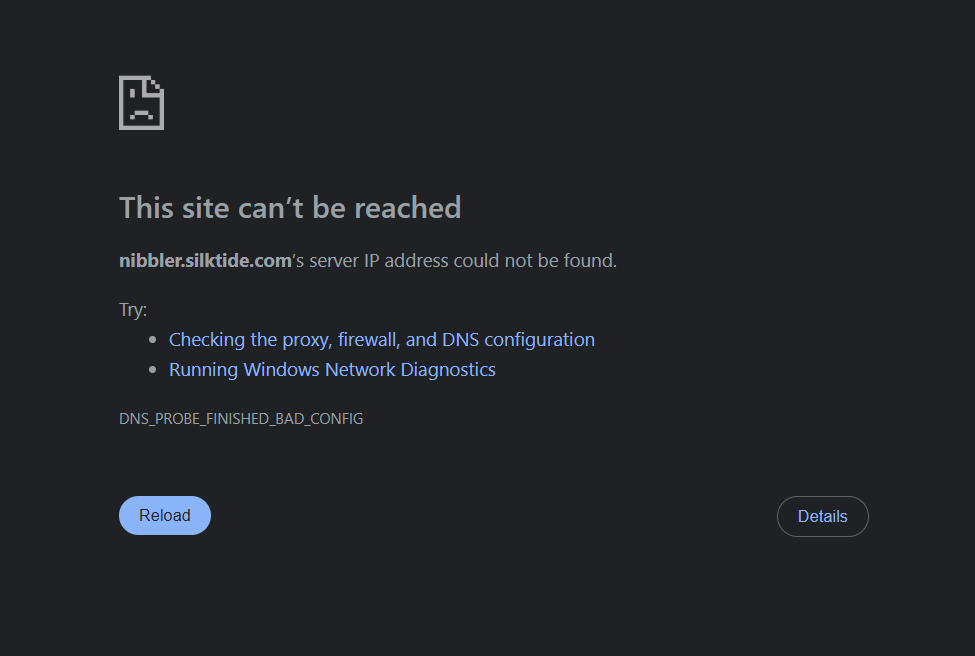 This site can’t be reached
nibbler.silktide.com’s server IP address could not be found.
Try:
Checking the proxy, firewall, and DNS configuration
Running Windows Network Diagnostics
DNS_PROBE_FINISHED_BAD_CONFIG
Reload
Details